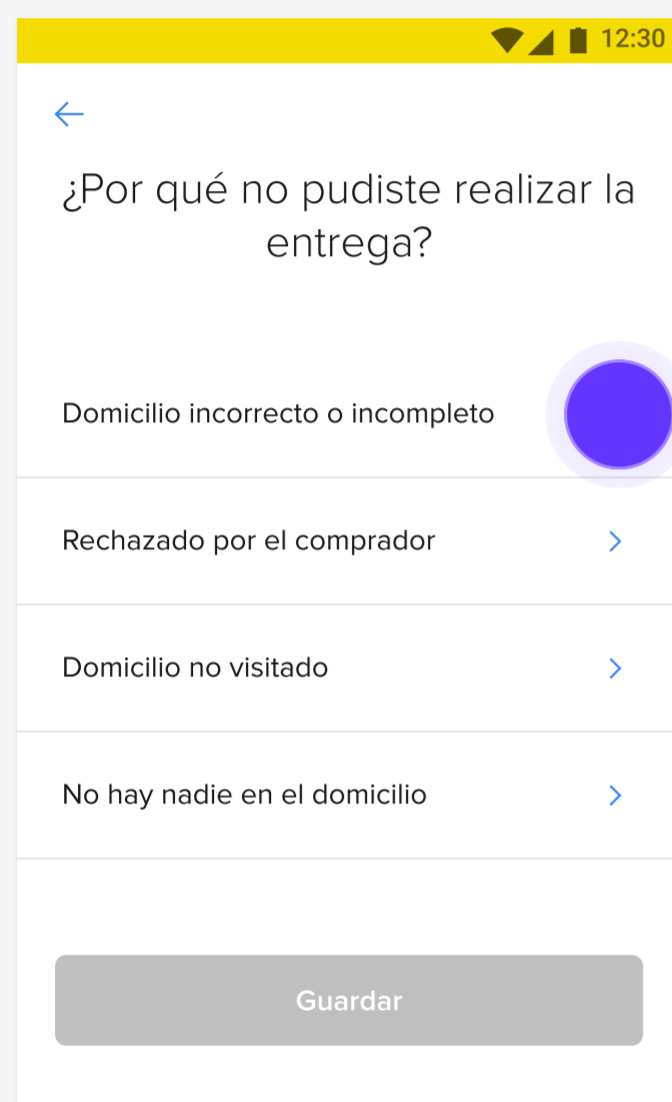 12:30
¿Por qué no pudiste realizar la
entrega?
Domicilio incorrecto o incompleto
Rechazado por el comprador
Domicilio no visitado
No hay nadie en el domicilio
Guardar